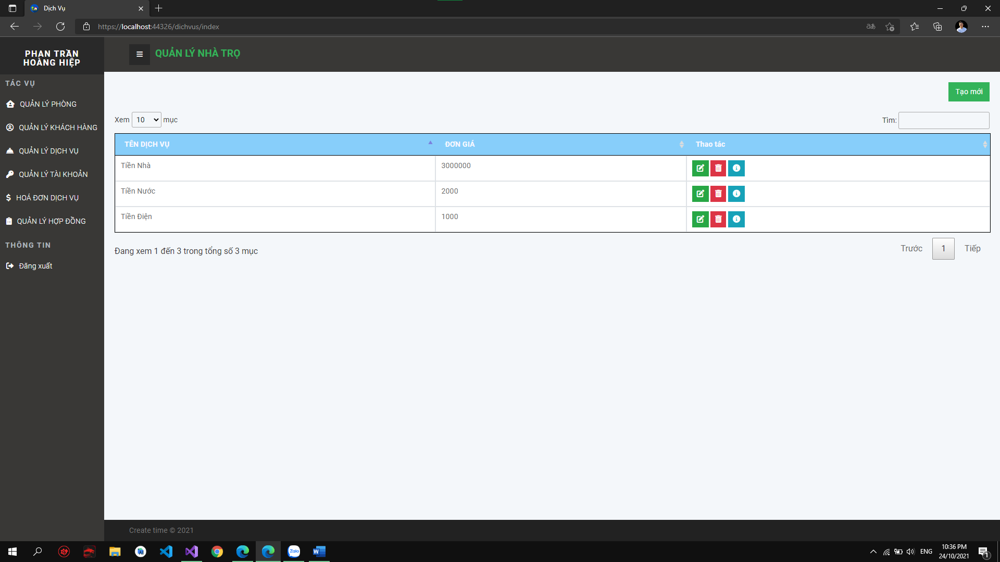 Dịch Vụ
https://localhost:44326/dichvus/index
PHAN TRẦN
HOÀNG HIỆP
QUẢN LÝ NHÀ TRỌ
TÁC VỤ
QUẢN LÝ PHÒNG
QUẢN LÝ KHÁCH HÀNG
QUẢN LÝ DỊCH VỤ
QUẢN LÝ TÀI KHOẢN
HOÁ ĐƠN DỊCH VỤ
QUẢN LÝ HỢP ĐỒNG
THÔNG TIN
Đăng xuất
Tạo mới
Xem 10 mục
Tìm:
TÊN DỊCH VỤ ĐƠN GIÁ Thao tác
Tiền Nhà 3000000
Tiền Nước 2000
Tiền Điện 1000
Đang xem 1 đến 3 trong tổng số 3 mục
Trước 1 Tiếp
Create time © 2021
Zalo
ENG
10:36 PM
24/10/2021
1